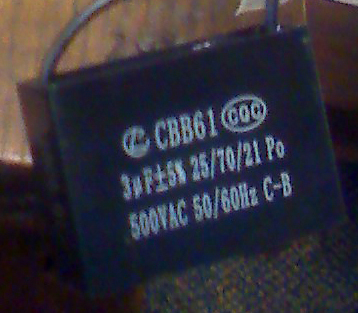 CBB61 CQC
3μF±5% 25/70/21 Po
500VAC 50/60Hz C-B